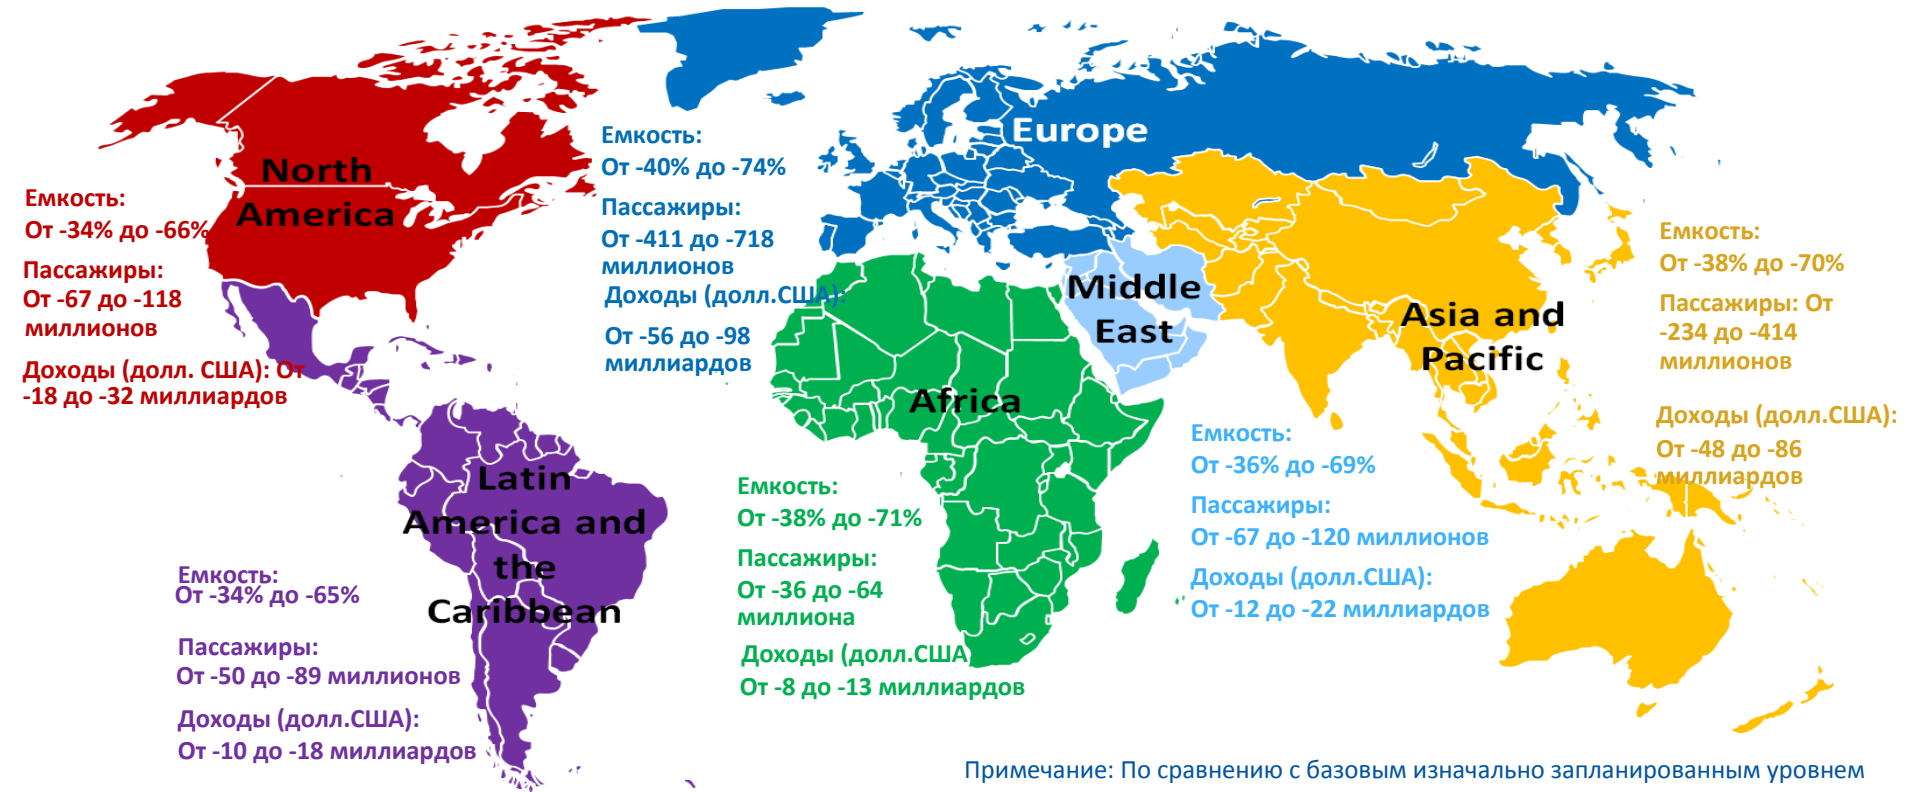 North
America
Емкость:
От -34% до -66%
Пассажиры:
От -67 до -118
миллионов
Доходы (долл. США): От
-18 до -32 миллиардов
Емкость:
От -40% до -74%
Пассажиры:
От -411 до -718
миллионов
Доходы (долл.США):
От -56 до -98
миллиардов
Europe
Middle
East
Asia and
Pacific
Емкость:
От -38% до -70%
Пассажиры: От
-234 до -414
миллионов
Доходы (долл.США):
От -48 до -86
миллиардов
Africa
Емкость:
От -36% до -69%
Пассажиры:
От -67 до -120 миллионов
Доходы (долл.США):
От -12 до -22 миллиардов
Latin
America and
the
Caribbean
Емкость:
От -34% до -65%
Пассажиры:
От -50 до -89 миллионов
Доходы (долл.США):
От -10 до -18 миллиардов
Емкость:
От -38% до -71%
Пассажиры:
От -36 до -64
миллиона
Доходы (долл.США
От -8 до -13 миллиардов
Примечание: По сравнению с базовым изначально запланированным уровнем